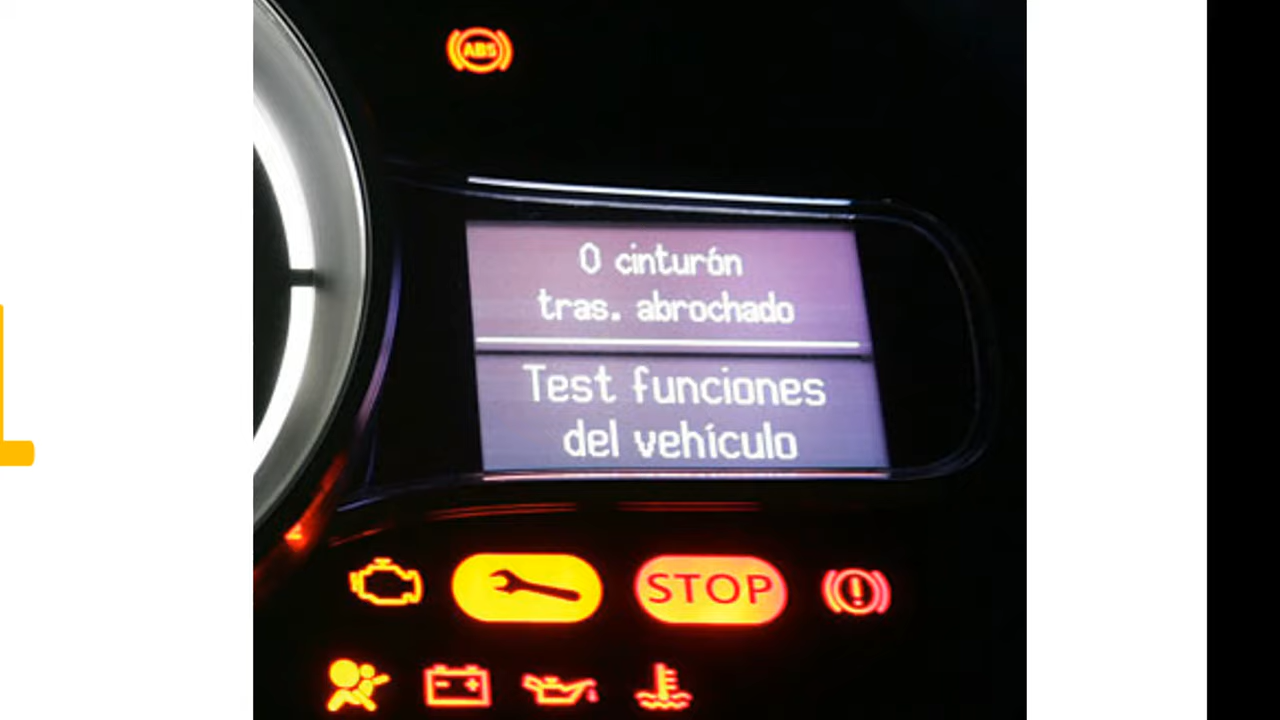 ABS
0 cinturón
tras. abrochado
Test funciones
del vehículo
STOP